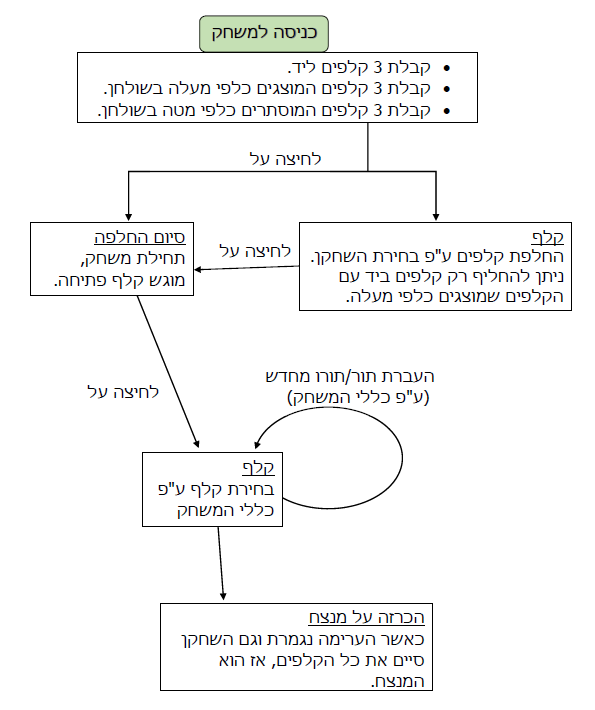 כניסה למשחק
• קבלת 3 קלפים ליד.
• קבלת 3 קלפים המוצגים כלפי מעלה בשולחן.
• קבלת 3 קלפים המוסתרים כלפי מטה בשולחן.
לחיצה על
קלף
החלפת קלפים ע"פ בחירת השחקן.
ניתן להחליף רק קלפים ביד עם
הקלפים שמוצגים כלפי מעלה.
לחיצה על
סיום החלפה
תחילת משחק,
מוגש קלף פתיחה.
לחיצה על
העברת תור/תורו מחדש
(ע"פ כללי המשחק)
קלף
בחירת קלף ע"פ
כללי המשחק
הכרזה על מנצח
כאשר הערימה נגמרת וגם השחקן
סיים את כל הקלפים, אז הוא
המנצח.